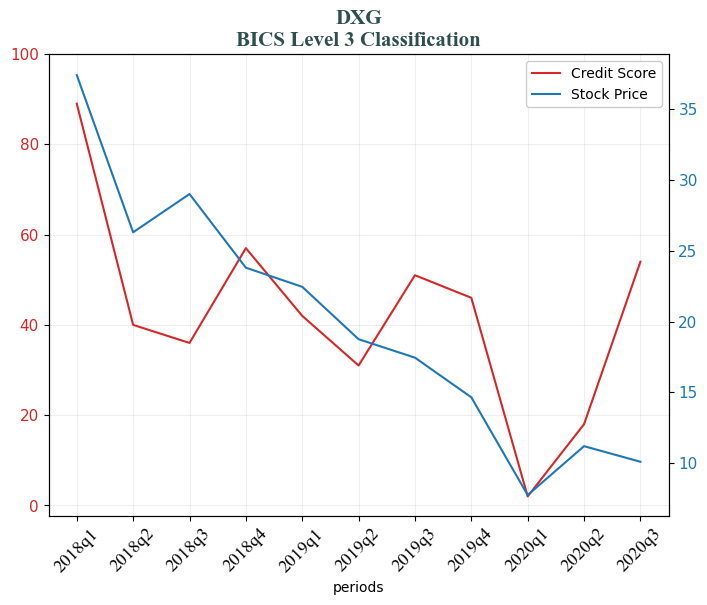 DXG
BICS Level 3 Classification
100
80
60
40
20
0
Credit Score
Stock Price
35
30
25
20
15
10
2018q1
2018q2
2018q3
2018q4
2019q1
2019q2
2019q3
2019q4
2020q1
2020q2
2020q3
periods